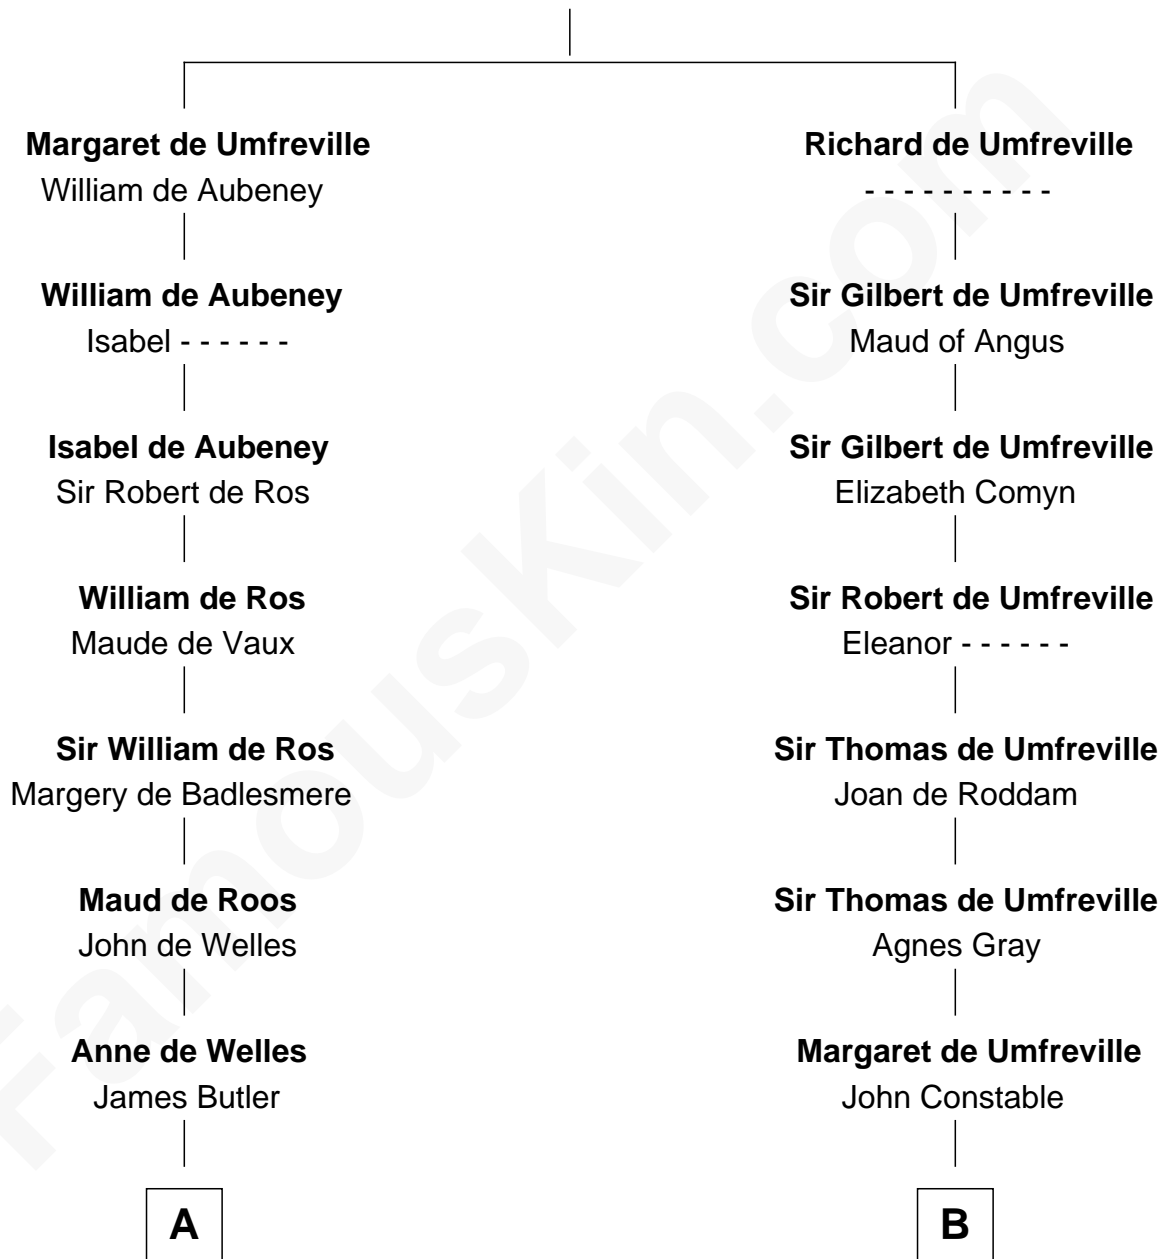 Margaret de Umfreville
William de Aubeney
William de Aubeney
Isabel - - - - - -
Isabel de Aubeney
Sir Robert de Ros
William de Ros
Maude de Vaux
Sir William de Ros
Margery de Badlesmere
Maud de Roos
John de Welles
Anne de Welles
James Butler
A
Richard de Umfreville
- - - - - - - - - -
Sir Gilbert de Umfreville
Maud of Angus
Sir Gilbert de Umfreville
Elizabeth Comyn
Sir Robert de Umfreville
Eleanor - - - - - -
Sir Thomas de Umfreville
Joan de Roddam
Sir Thomas de Umfreville
Agnes Gray
Margaret de Umfreville
John Constable
B
FamousKin.com